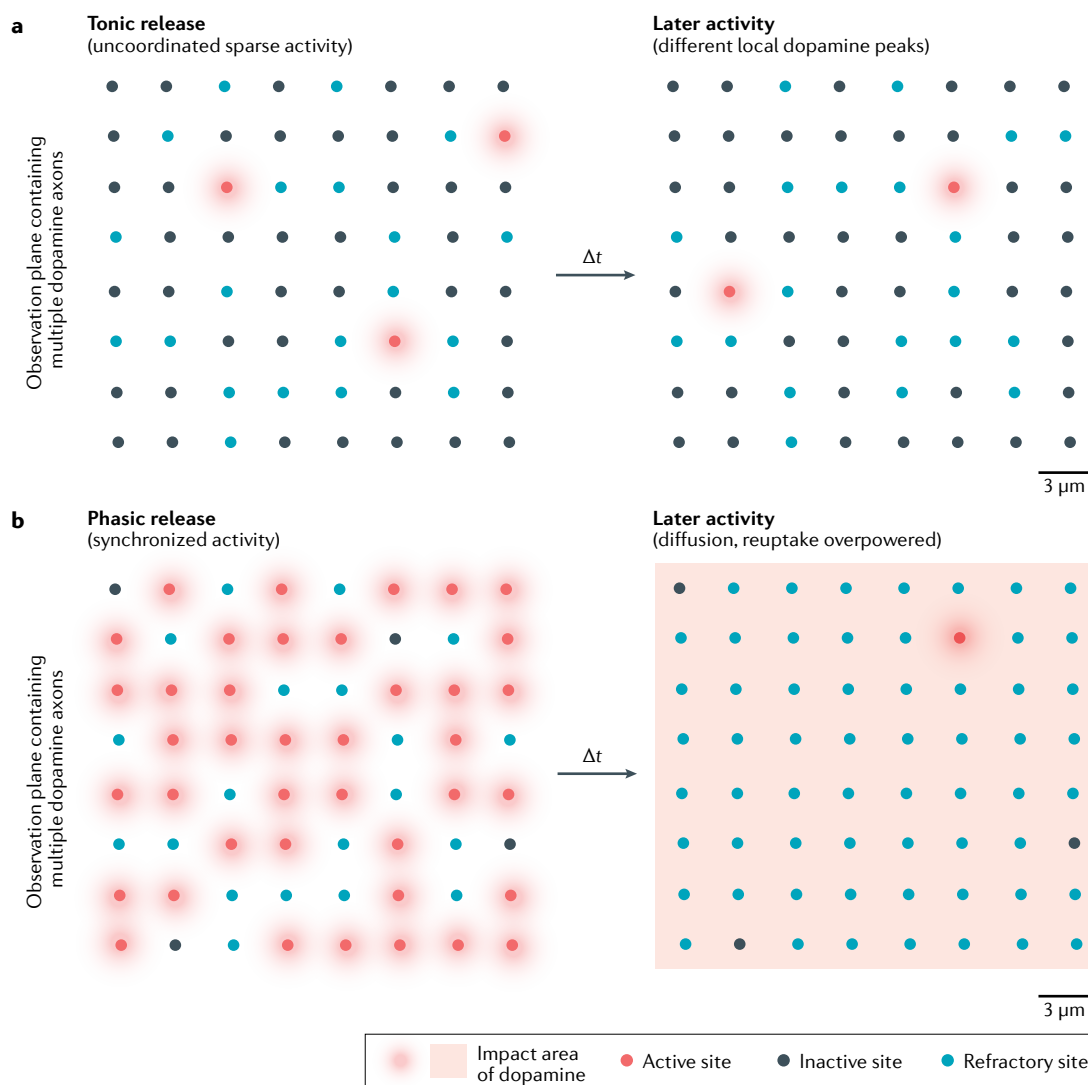 a
Tonic release
(uncoordinated sparse activity)
Later activity
(different local dopamine peaks)
Observation plane containing
multiple dopamine axons
Δt
3 µm
b
Phasic release
(synchronized activity)
Later activity
(diffusion, reuptake overpowered)
Observation plane containing
multiple dopamine axons
Δt
3 µm
Impact area
of dopamine
Active site
Inactive site
Refractory site